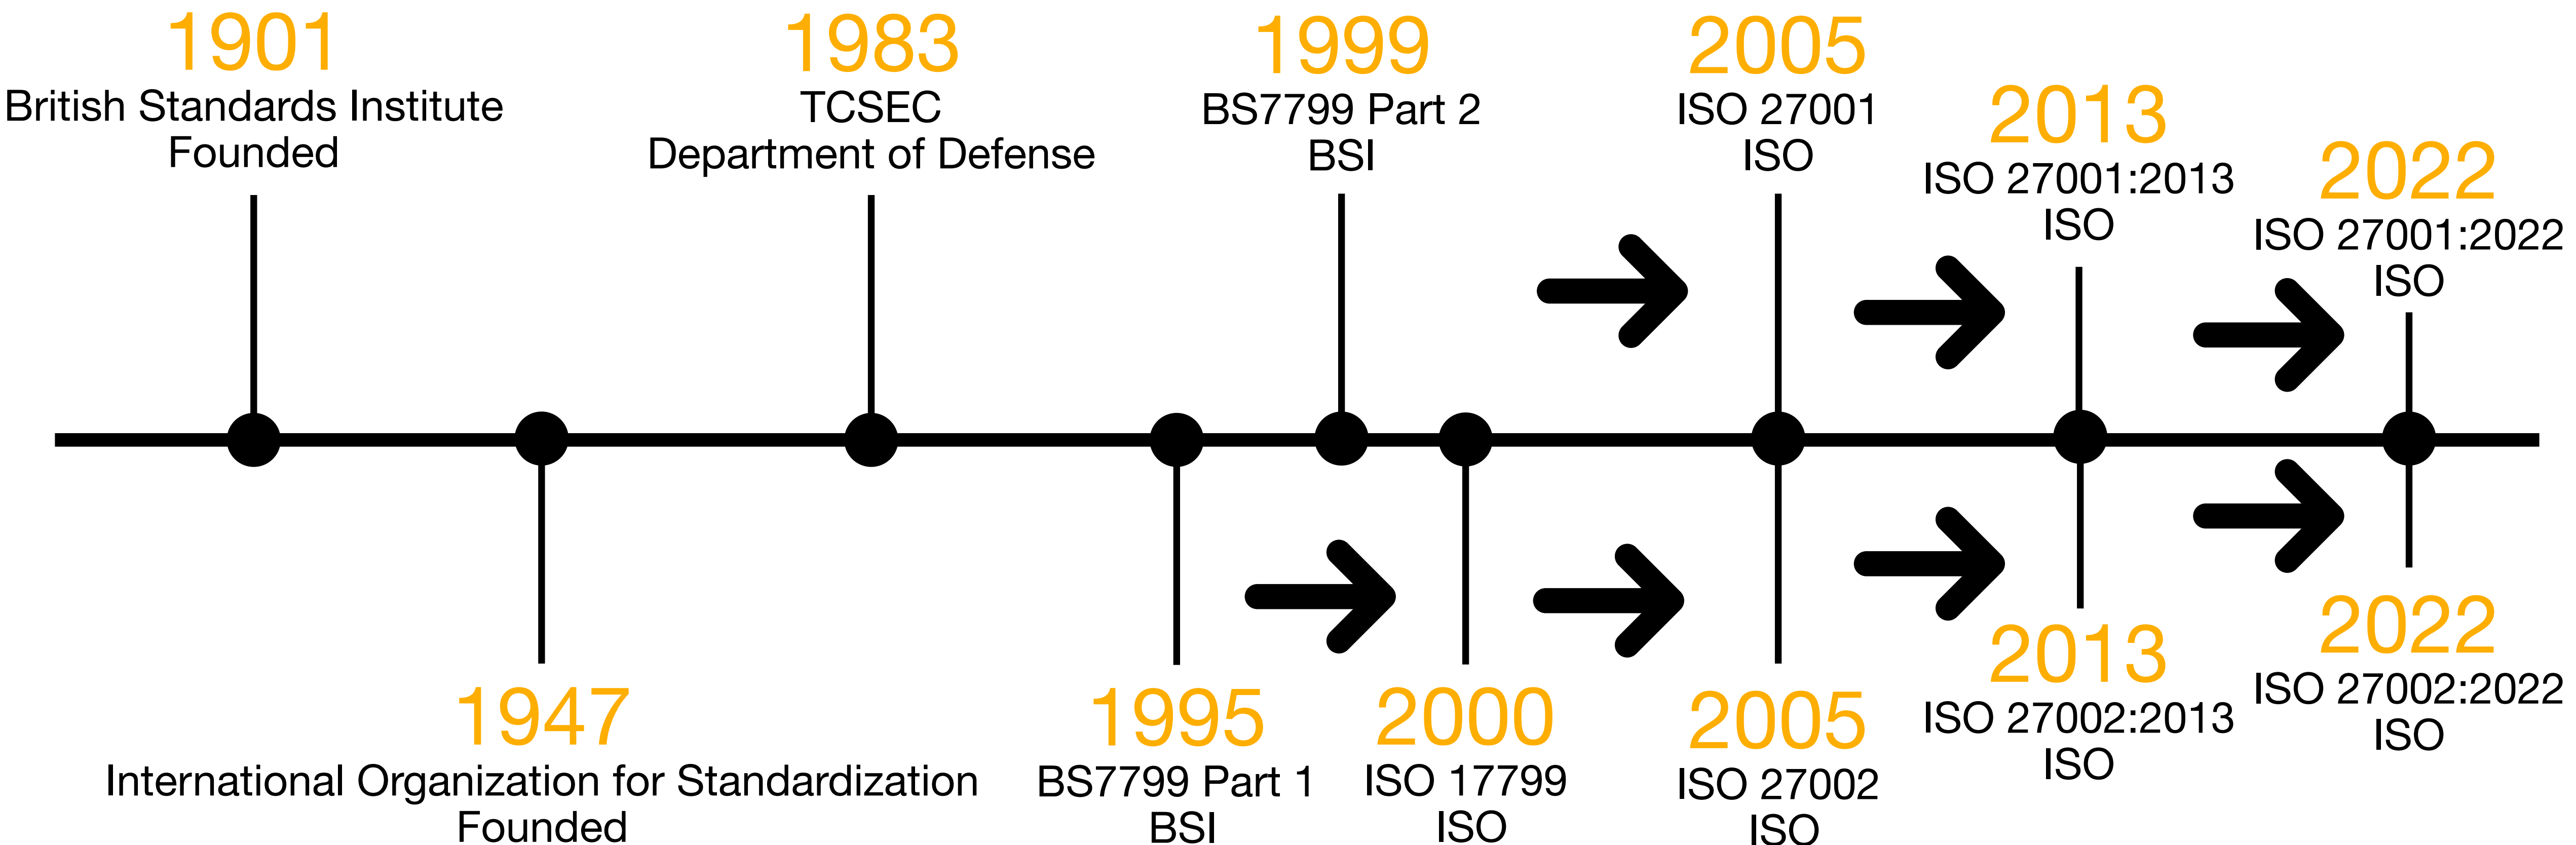 1901
British Standards Institute
Founded
1983
TCSEC
Department of Defense
1999
BS7799 Part 2
BSI
2005
ISO 27001
ISO
2013
ISO 27001:2013
ISO
2022
ISO 27001:2022
ISO
1947
International Organization for Standardization
Founded
1995
BS7799 Part 1
BSI
2000
ISO 17799
ISO
2005
ISO 27002
ISO
2013
ISO 27002:2013
ISO
2022
ISO 27002:2022
ISO